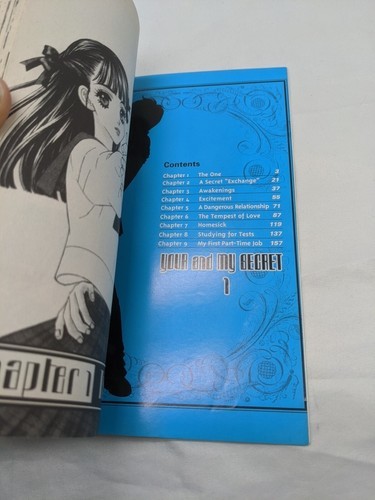 Contents
Chapter 1 The One 3
Chapter 2 A Secret "Exchange" 21
Chapter 3 Awakenings 37
Chapter 4 Excitement 55
Chapter 5 A Dangerous Relationship 71
Chapter 6 The Tempest of Love 87
Chapter 7 Homesick 115
Chapter 8 Studying for Tests 137
Chapter 9 My First Part-Time Job 157
YOUR and MY SECRET
1
hapter 1